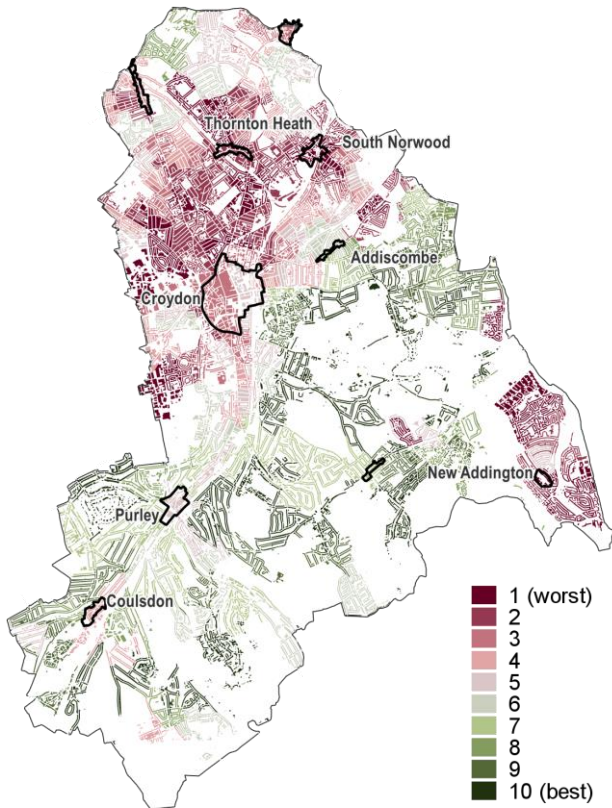 Thornton Heath
South Norwood
Addiscombe
Croydon
New Addington
Purley
Coulsdon
1 (worst)
2
3
4
5
6
7
8
9
10 (best)